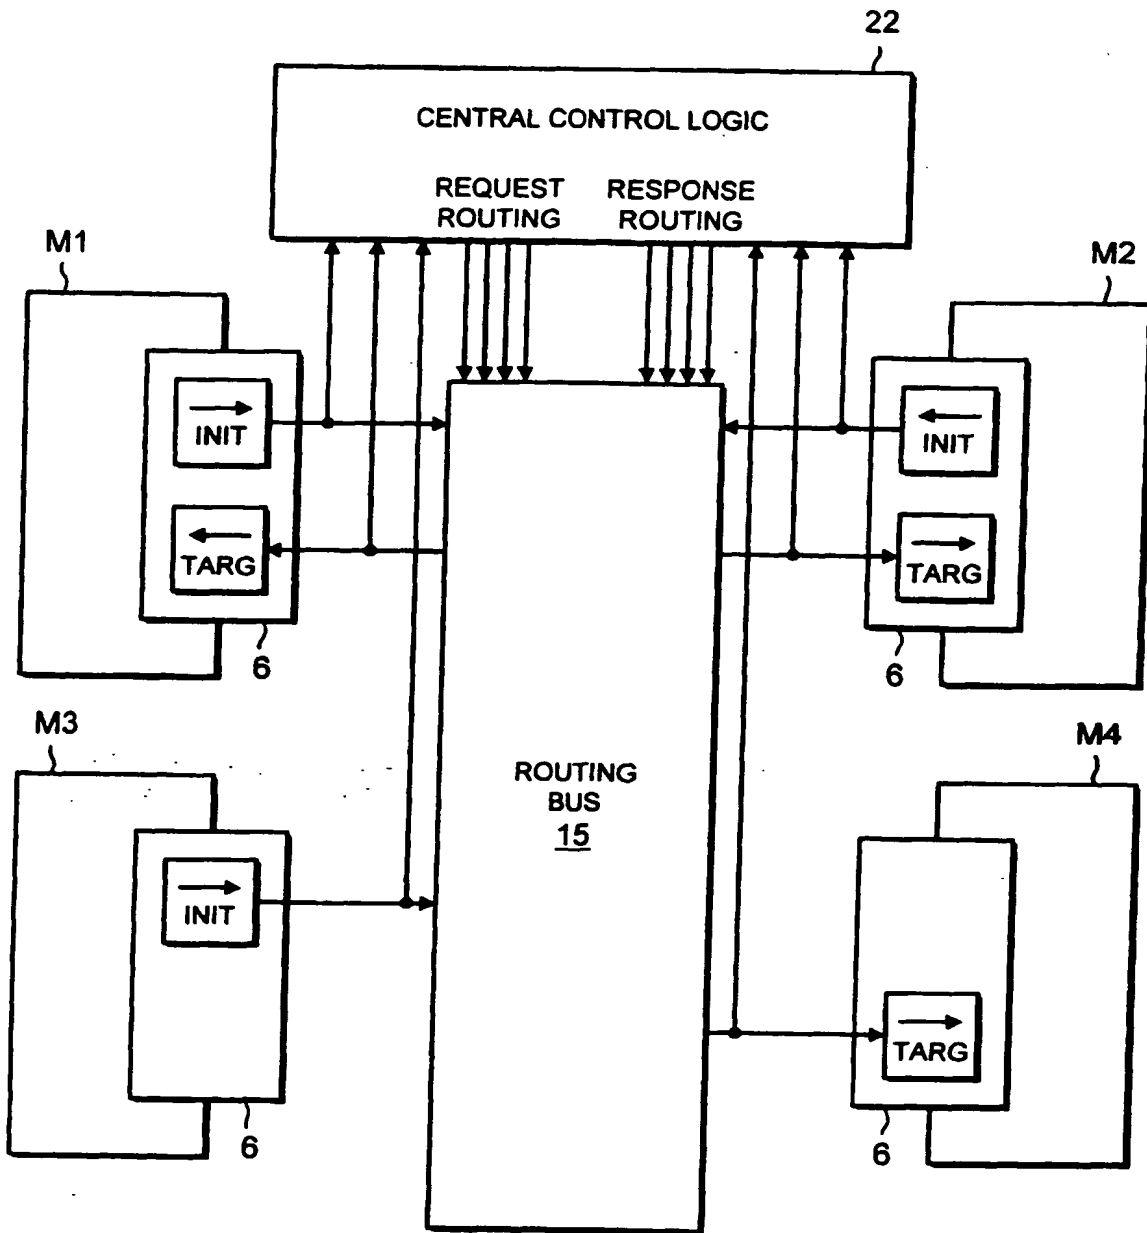 22
CENTRAL CONTROL LOGIC
REQUEST ROUTING
RESPONSE ROUTING
M1
M2
INIT
INIT
TARG
TARG
6
6
M3
M4
ROUTING
BUS
15
INIT
TARG
6
6